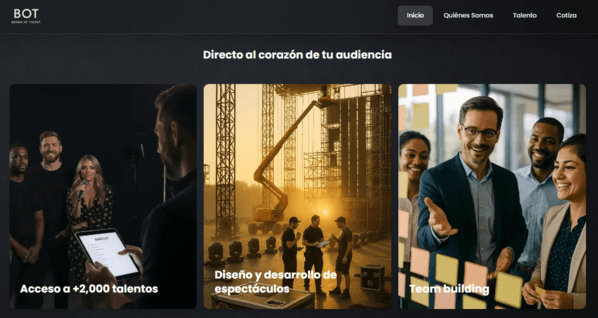 BOT
BRAND OF TALENT
Inicio
Quiénes Somos
Talento
Cotiza
Directo al corazón de tu audiencia
Acceso a +2,000 talentos
Diseño y desarrollo de
espectáculos
Team building